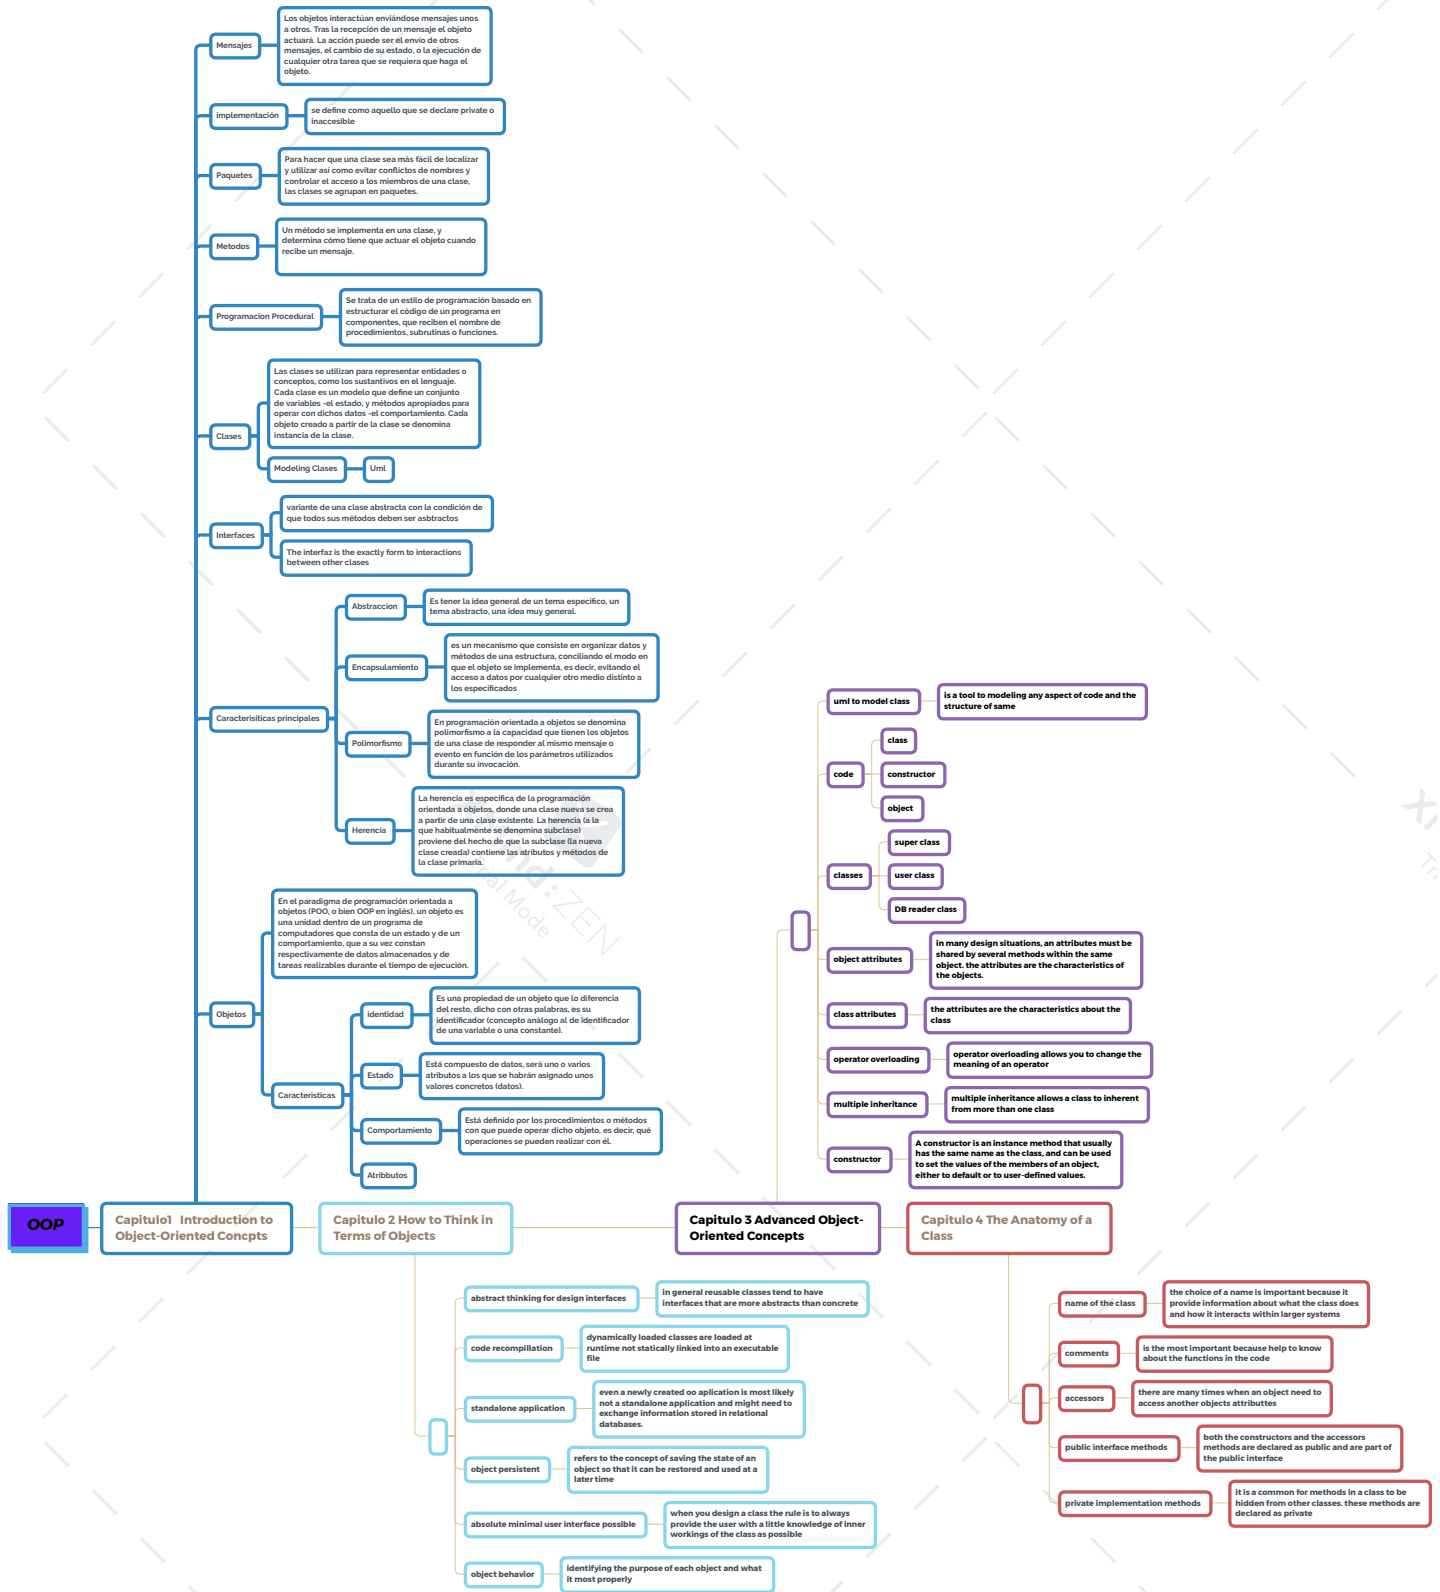 Mensajes
Los objetos interactúan enviándose mensajes unos
a otros. Tras la recepción de un mensaje el objeto
actuará. La acción puede ser el envío de otros
mensajes, el cambio de su estado, o la ejecución de
cualquier otra tarea que se requiera que haga el
objeto.
implementación
se define como aquello que se declare private o
inaccesible
Paquetes
Para hacer que una clase sea más fácil de localizar
y utilizar así como evitar conflictos de nombres y
controlar el acceso a los miembros de una clase,
las clases se agrupan en paquetes.
Metodos
Un método se implementa en una clase, y
determina cómo tiene que actuar el objeto cuando
recibe un mensaje.
Programacion Procedural
Se trata de un estilo de programación basado en
estructurar el código de un programa en
componentes, que reciben el nombre de
procedimientos, subrutinas o funciones.
Clases
Las clases se utilizan para representar entidades o
conceptos, como los sustantivos en el lenguaje.
Cada clase es un modelo que define un conjunto
de variables -el estado, y métodos apropiados para
operar con dichos datos -el comportamiento. Cada
objeto creado a partir de la clase se denomina
instancia de la clase.
Modeling Clases
Uml
Interfaces
variante de una clase abstracta con la condición de
que todos sus métodos deben ser asbtractos
The interfaz is the exactly form to interactions
between other clases
Caracterisiticas principales
Abstraccion
Es tener la idea general de un tema específico, un
tema abstracto, una idea muy general.
Encapsulamiento
es un mecanismo que consiste en organizar datos y
métodos de una estructura, conciliando el modo en
que el objeto se implementa, es decir, evitando el
acceso a datos por cualquier otro medio distinto a
los especificados
Polimorfismo
En programación orientada a objetos se denomina
polimorfismo a la capacidad que tienen los objetos
de una clase de responder al mismo mensaje o
evento en función de los parámetros utilizados
durante su invocación.
Herencia
La herencia es específica de la programación
orientada a objetos, donde una clase nueva se crea
a partir de una clase existente. La herencia (a la
que habitualmente se denomina subclase)
proviene del hecho de que la subclase (la nueva
clase creada) contiene las atributos y métodos de
la clase primaria.
Objetos
En el paradigma de programación orientada a
objetos (POO, o bien OOP en inglés), un objeto es
una unidad dentro de un programa de
computadores que consta de un estado y de un
comportamiento, que a su vez constan
respectivamente de datos almacenados y de
tareas realizables durante el tiempo de ejecución.
Caracteristicas
identidad
Es una propiedad de un objeto que lo diferencia
del resto, dicho con otras palabras, es su
identificador (concepto análogo al de identificador
de una variable o una constante).
Estado
Está compuesto de datos, será uno o varios
atributos a los que se habrán asignado unos
valores concretos (datos).
Comportamiento
Está definido por los procedimientos o métodos
con que puede operar dicho objeto, es decir, qué
operaciones se pueden realizar con él.
Atribbutos
uml to model class
is a tool to modeling any aspect of code and the
structure of same
code
class
constructor
object
classes
super class
user class
DB reader class
object attributes
in many design situations, an attributes must be
shared by several methods within the same
object. the attributes are the characteristics of
the objects.
class attributes
the attributes are the characteristics about the
class
operator overloading
operator overloading allows you to change the
meaning of an operator
multiple inheritance
multiple inheritance allows a class to inherent
from more than one class
constructor
A constructor is an instance method that usually
has the same name as the class, and can be used
to set the values of the members of an object,
either to default or to user-defined values.
OOP
Capitulo1 Introduction to
Object-Oriented Concpts
Capitulo 2 How to Think in
Terms of Objects
Capitulo 3 Advanced Object-
Oriented Concepts
Capitulo 4 The Anatomy of a
Class
abstract thinking for design interfaces
in general reusable classes tend to have
interfaces that are more abstracts than concrete
code recompillation
dynamically loaded classes are loaded at
runtime not statically linked into an executable
file
standalone application
even a newly created oo aplication is most likely
not a standalone application and might need to
exchange information stored in relational
databases.
object persistent
refers to the concept of saving the state of an
object so that it can be restored and used at a
later time
absolute minimal user interface possible
when you design a class the rule is to always
provide the user with a little knowledge of inner
workings of the class as possible
object behavior
identifying the purpose of each object and what
it most properly
name of the class
the choice of a name is important because it
provide information about what the class does
and how it interacts within larger systems
comments
is the most important because help to know
about the functions in the code
accessors
there are many times when an object need to
access another objects attributtes
public interface methods
both the constructors and the accessors
methods are declared as public and are part of
the public interface
private implementation methods
it is a common for methods in a class to be
hidden from other classes. these methods are
declared as private